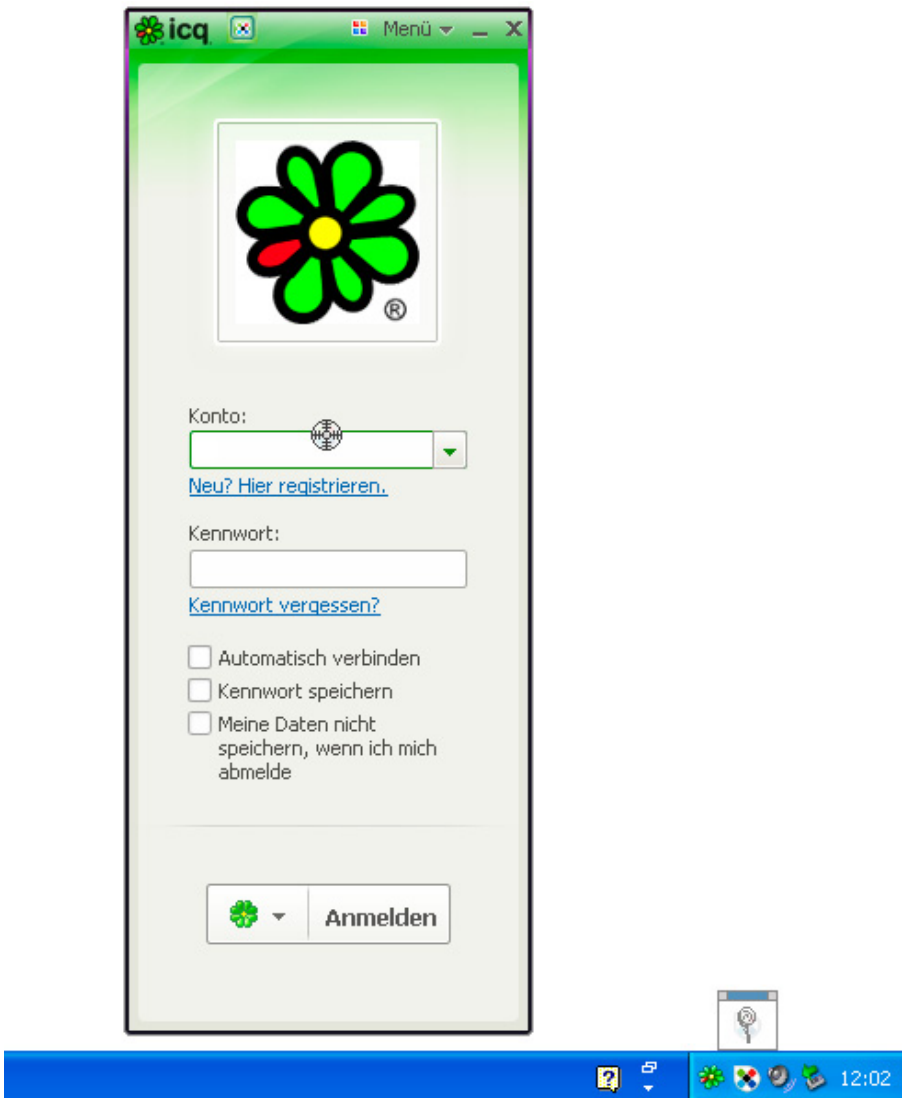 icq
Menü
®
Konto:
Neu? Hier registrieren.
Kennwort:
Kennwort vergessen?
Automatisch verbinden
Kennwort speichern
Meine Daten nicht
speichern, wenn ich mich
abmelde
Anmelden
12:02